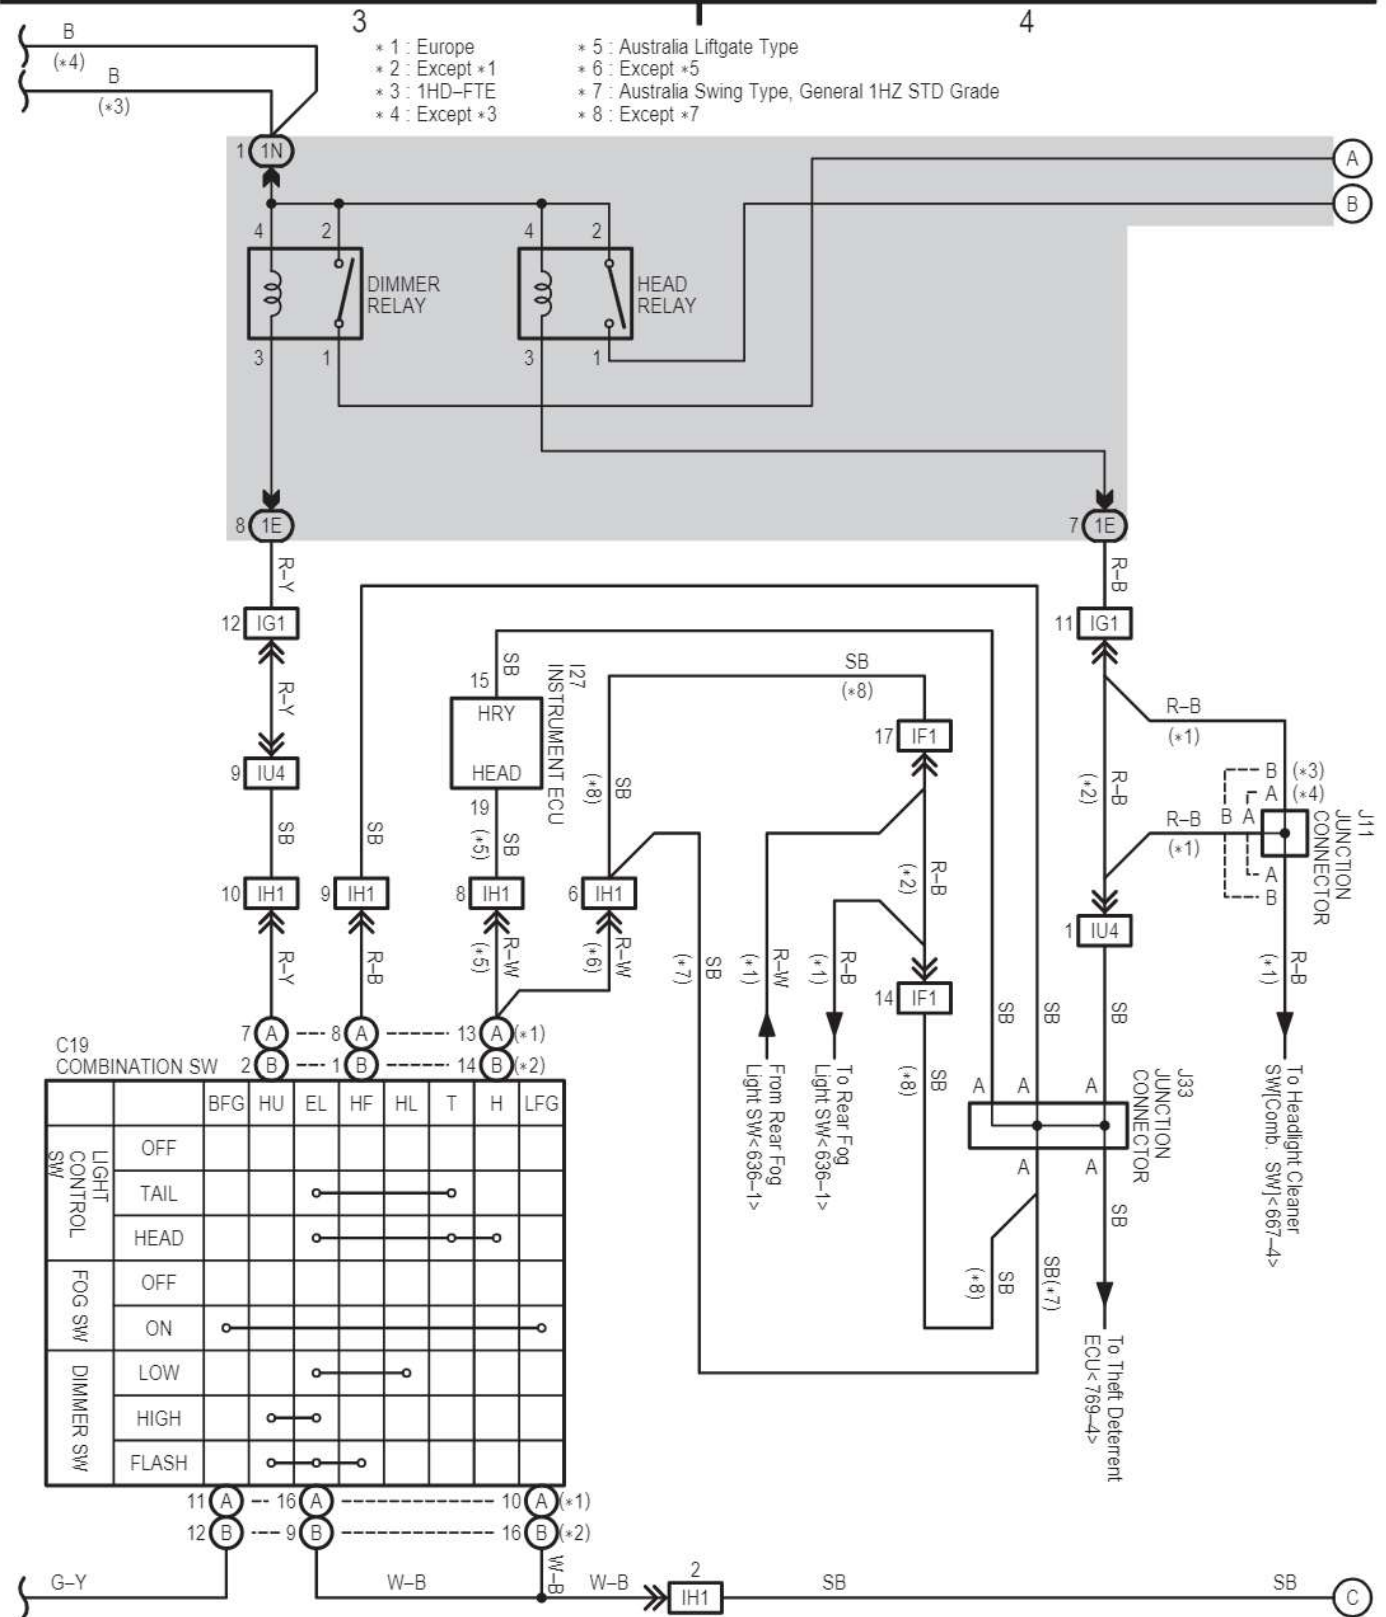 3
4
B
(*4)
B
(*3)
* 1 : Europe
* 2 : Except *1
* 3 : 1HD–FTE
* 4 : Except *3
* 5 : Australia Liftgate Type
* 6 : Except *5
* 7 : Australia Swing Type, General 1HZ STD Grade
* 8 : Except *7
1 1N
A
B
4 2
DIMMER
RELAY
3 1
4 2
HEAD
RELAY
3 1
8 1E
7 1E
R–Y
R–B
12 IG1
11 IG1
R–Y
SB
15
HRY
HEAD
19
(*5)
SB
I27
INSTRUMENT ECU
SB
(*8)
SB
(*8)
17 IF1
R–B
(*1)
R–B
(*2)
R–B
(*1)
B (*3)
A (*4)
B A
A
B
J11
JUNCTION
CONNECTOR
9 IU4
SB
SB
10 IH1
9 IH1
8 IH1
6 IH1
R–B
(*2)
1 IU4
R–Y
R–B
R–W
(*5)
R–W
(*6)
SB
(*7)
R–W
(*1)
R–B
(*1)
R–B
(*1)
14 IF1
SB
SB
SB
SB
(*8)
From Rear Fog
Light SW<636–1>
To Rear Fog
Light SW<636–1>
To Headlight Cleaner
SW[Comb. SW]<667–4>
J33
JUNCTION
CONNECTOR
A A A
A A
SB
SB
(*8)
SB(*7)
To Theft Deterrent
ECU<769–4>
C19
COMBINATION SW
7 A 8 A 13 A (*1)
2 B 1 B 14 B (*2)
BFG HU EL HF HL T H LFG
LIGHT
CONTROL
SW
OFF
TAIL
HEAD
FOG SW
OFF
ON
DIMMER SW
LOW
HIGH
FLASH
11 A 16 A 10 A (*1)
12 B 9 B 16 B (*2)
G–Y
W–B
W–B
W–B
2
IH1
SB
SB
C